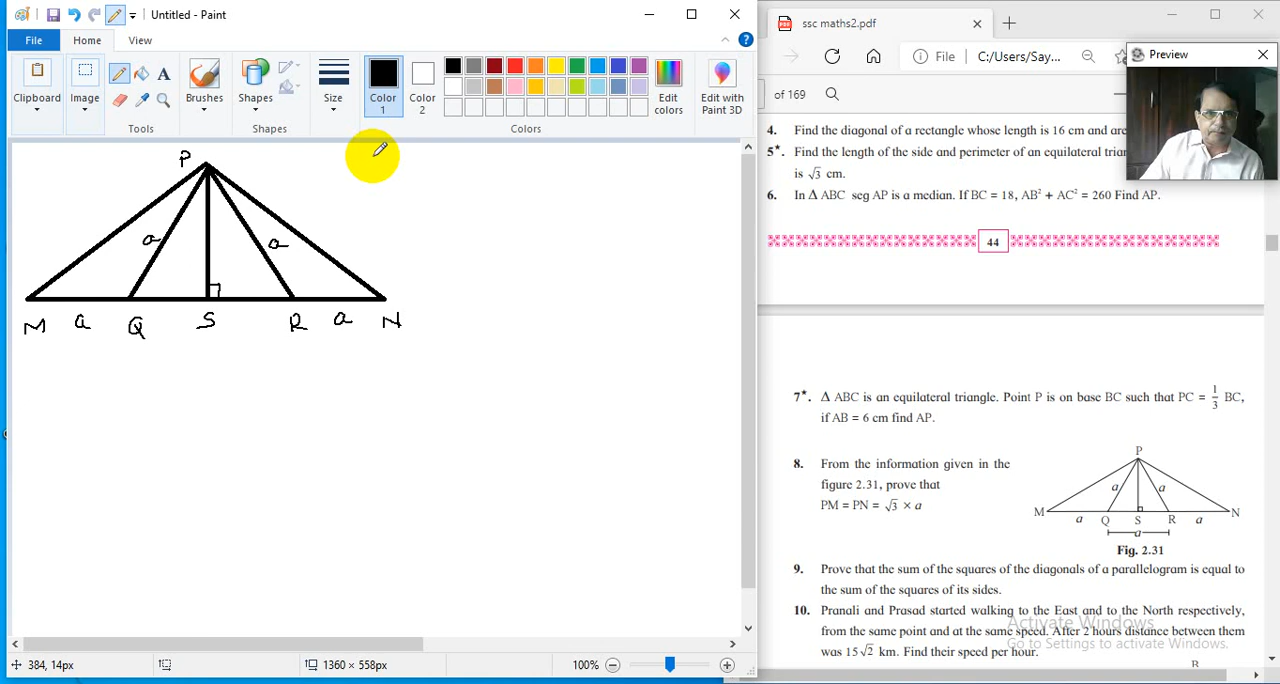 Untitled - Paint
File
Home
View
Clipboard
Image
Tools
Brushes
Shapes
Shapes
Size
Color
1
Color
2
Edit
colors
Colors
Edit with
Paint 3D
P
a
a
M a Q S R a N
384, 14px
1360 × 558px
100%
ssc maths2.pdf
File
C:/Users/Say...
of 169
Preview
4. Find the diagonal of a rectangle whose length is 16 cm and are
5*. Find the length of the side and perimeter of an equilateral tria
is √3 cm.
6. In Δ ABC seg AP is a median. If BC = 18, AB² + AC² = 260 Find AP.
44
7*. Δ ABC is an equilateral triangle. Point P is on base BC such that PC = 1/3 BC,
if AB = 6 cm find AP.
8. From the information given in the
figure 2.31, prove that
PM = PN = √3 × a
P
a
a
M a Q S R a N
a
Fig. 2.31
9. Prove that the sum of the squares of the diagonals of a parallelogram is equal to
the sum of the squares of its sides.
10. Pranali and Prasad started walking to the East and to the North respectively,
from the same point and at the same speed. After 2 hours distance between them
was 15√2 km. Find their speed per hour.
Activate Windows
Go to Settings to activate Windows.